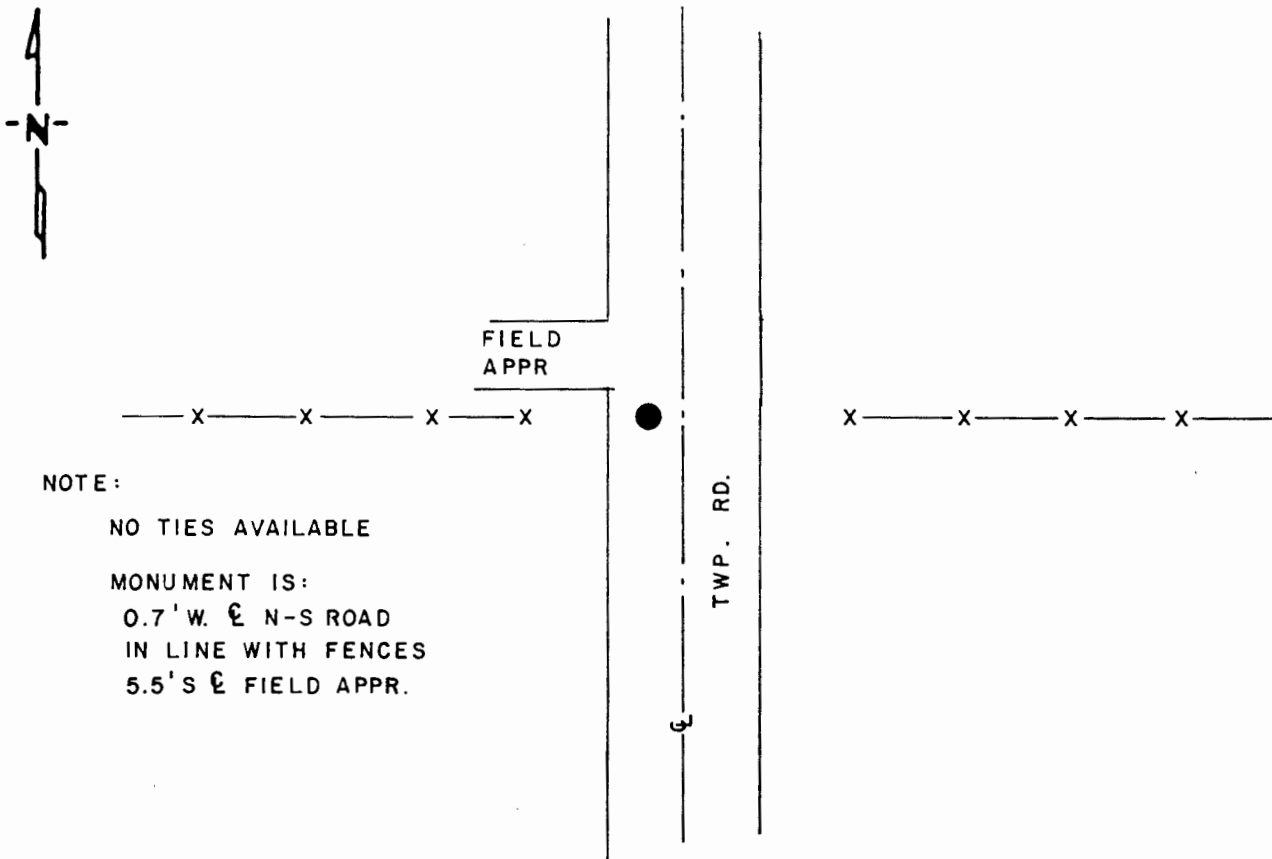 -N-
FIELD
APPR
X X X X X X X X
NOTE:
NO TIES AVAILABLE
MONUMENT IS:
0.7' W. ℄ N-S ROAD
IN LINE WITH FENCES
5.5' S ℄ FIELD APPR.
TWP. RD.
℄